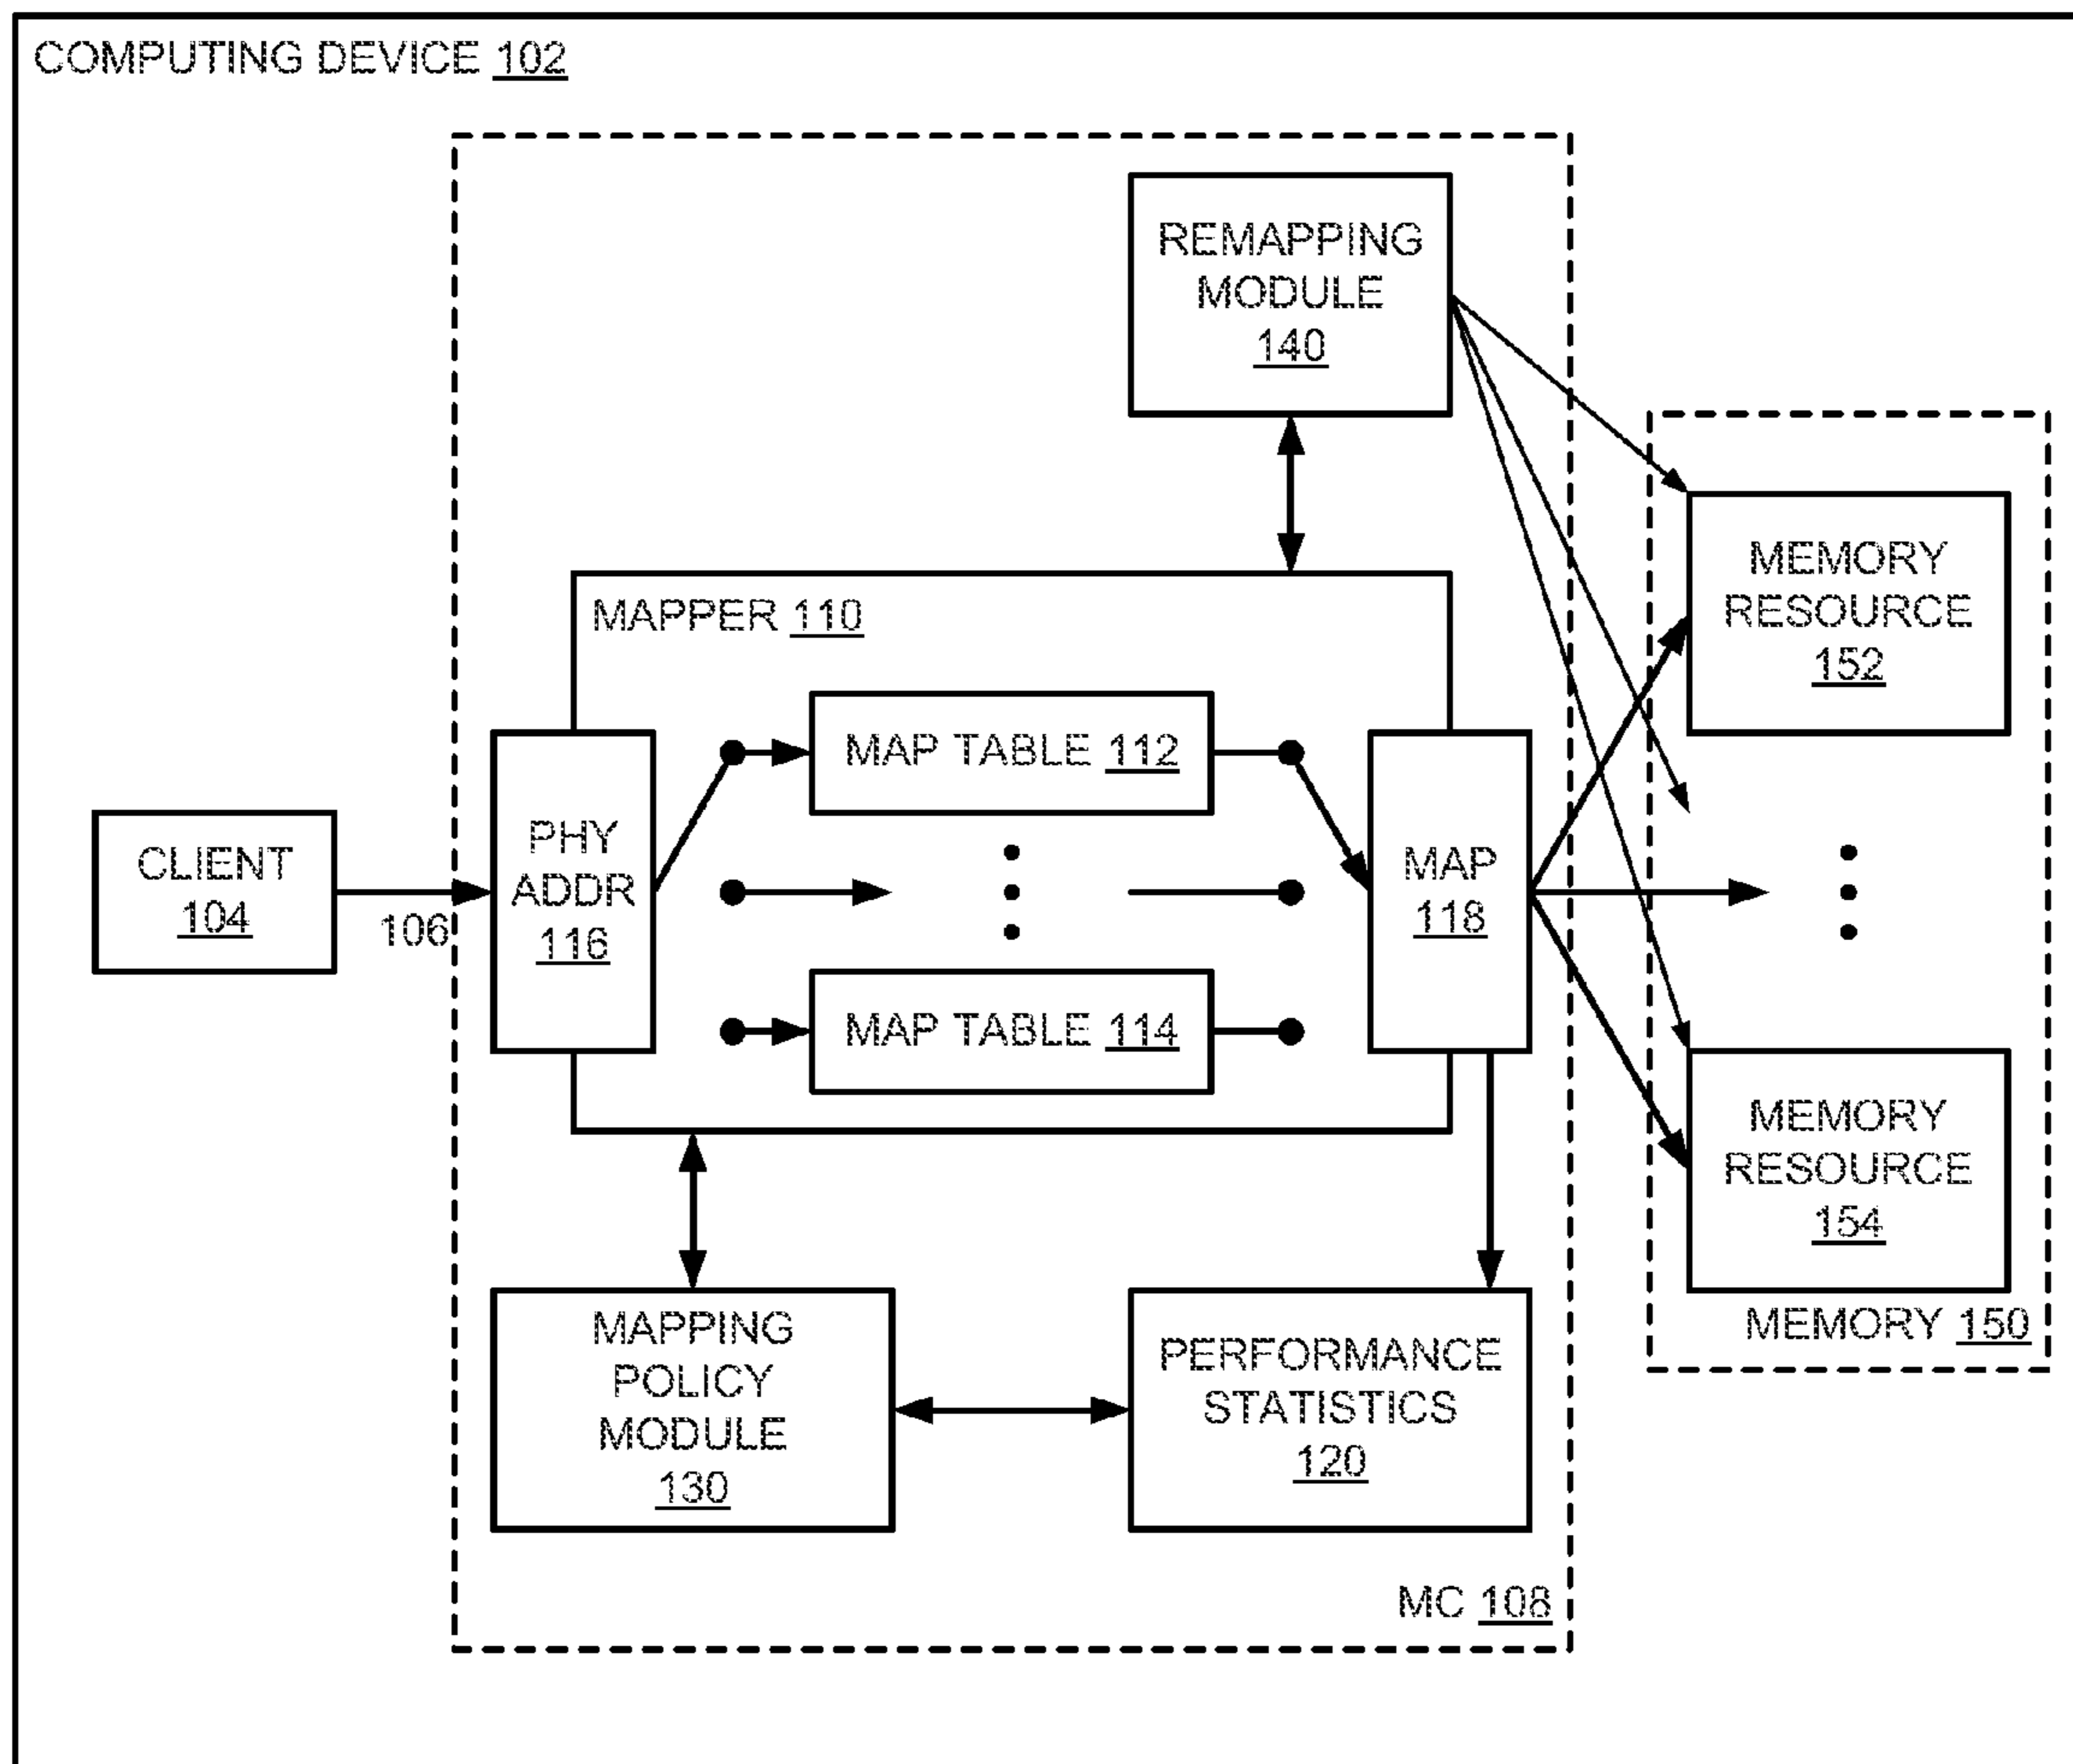 COMPUTING DEVICE 102
REMAPPING
MODULE
140
MEMORY
RESOURCE
152
MAPPER 110
MAP TABLE 112
CLIENT
104
106
PHY
ADDR
116
MAP
118
MAP TABLE 114
MEMORY
RESOURCE
154
MEMORY 150
MAPPING
POLICY
MODULE
130
PERFORMANCE
STATISTICS
120
MC 108